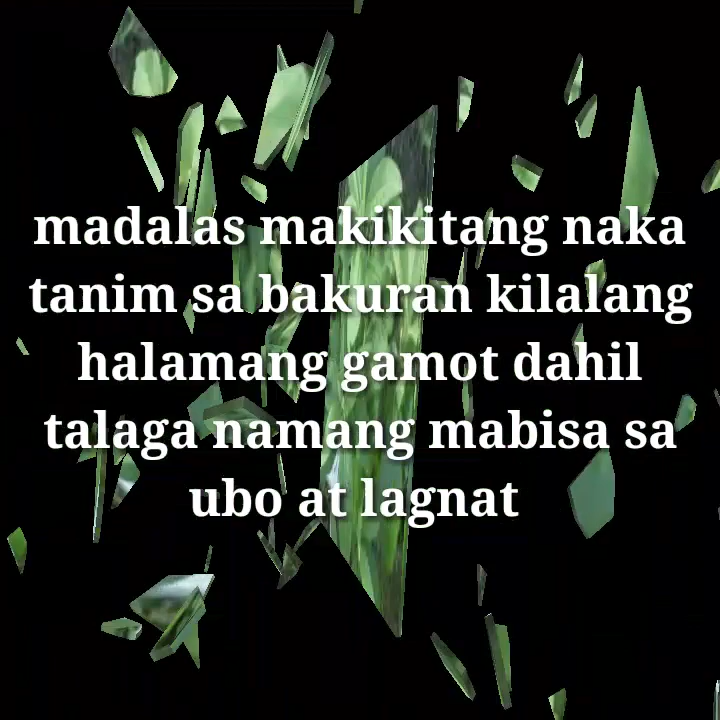 madalas makikitang naka
tanim sa bakuran kilalang
halamang gamot dahil
talaga namang mabisa sa
ubo at lagnat